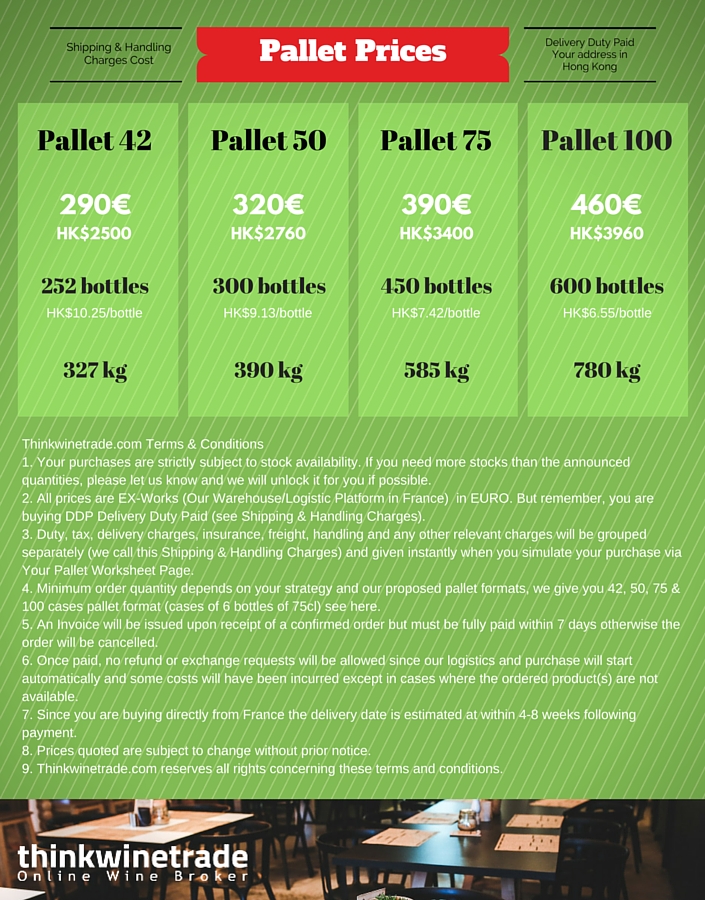 Shipping & Handling
Charges Cost
Pallet Prices
Delivery Duty Paid
Your address in
Hong Kong
Pallet 42
290€
HK$2500
252 bottles
HK$10.25/bottle
327 kg
Pallet 50
320€
HK$2760
300 bottles
HK$9.13/bottle
390 kg
Pallet 75
390€
HK$3400
450 bottles
HK$7.42/bottle
585 kg
Pallet 100
460€
HK$3960
600 bottles
HK$6.55/bottle
780 kg
Thinkwinetrade.com Terms & Conditions
1. Your purchases are strictly subject to stock availability. If you need more stocks than the announced
quantities, please let us know and we will unlock it for you if possible.
2. All prices are EX-Works (Our Warehouse/Logistic Platform in France)  in EURO. But remember, you are
buying DDP Delivery Duty Paid (see Shipping & Handling Charges).
3. Duty, tax, delivery charges, insurance, freight, handling and any other relevant charges will be grouped
separately (we call this Shipping & Handling Charges) and given instantly when you simulate your purchase via
Your Pallet Worksheet Page.
4. Minimum order quantity depends on your strategy and our proposed pallet formats, we give you 42, 50, 75 &
100 cases pallet format (cases of 6 bottles of 75cl) see here.
5. An Invoice will be issued upon receipt of a confirmed order but must be fully paid within 7 days otherwise the
order will be cancelled.
6. Once paid, no refund or exchange requests will be allowed since our logistics and purchase will start
automatically and some costs will have been incurred except in cases where the ordered product(s) are not
available.
7. Since you are buying directly from France the delivery date is estimated at within 4-8 weeks following
payment.
8. Prices quoted are subject to change without prior notice.
9. Thinkwinetrade.com reserves all rights concerning these terms and conditions.
thinkwinetrade
Online Wine Broker